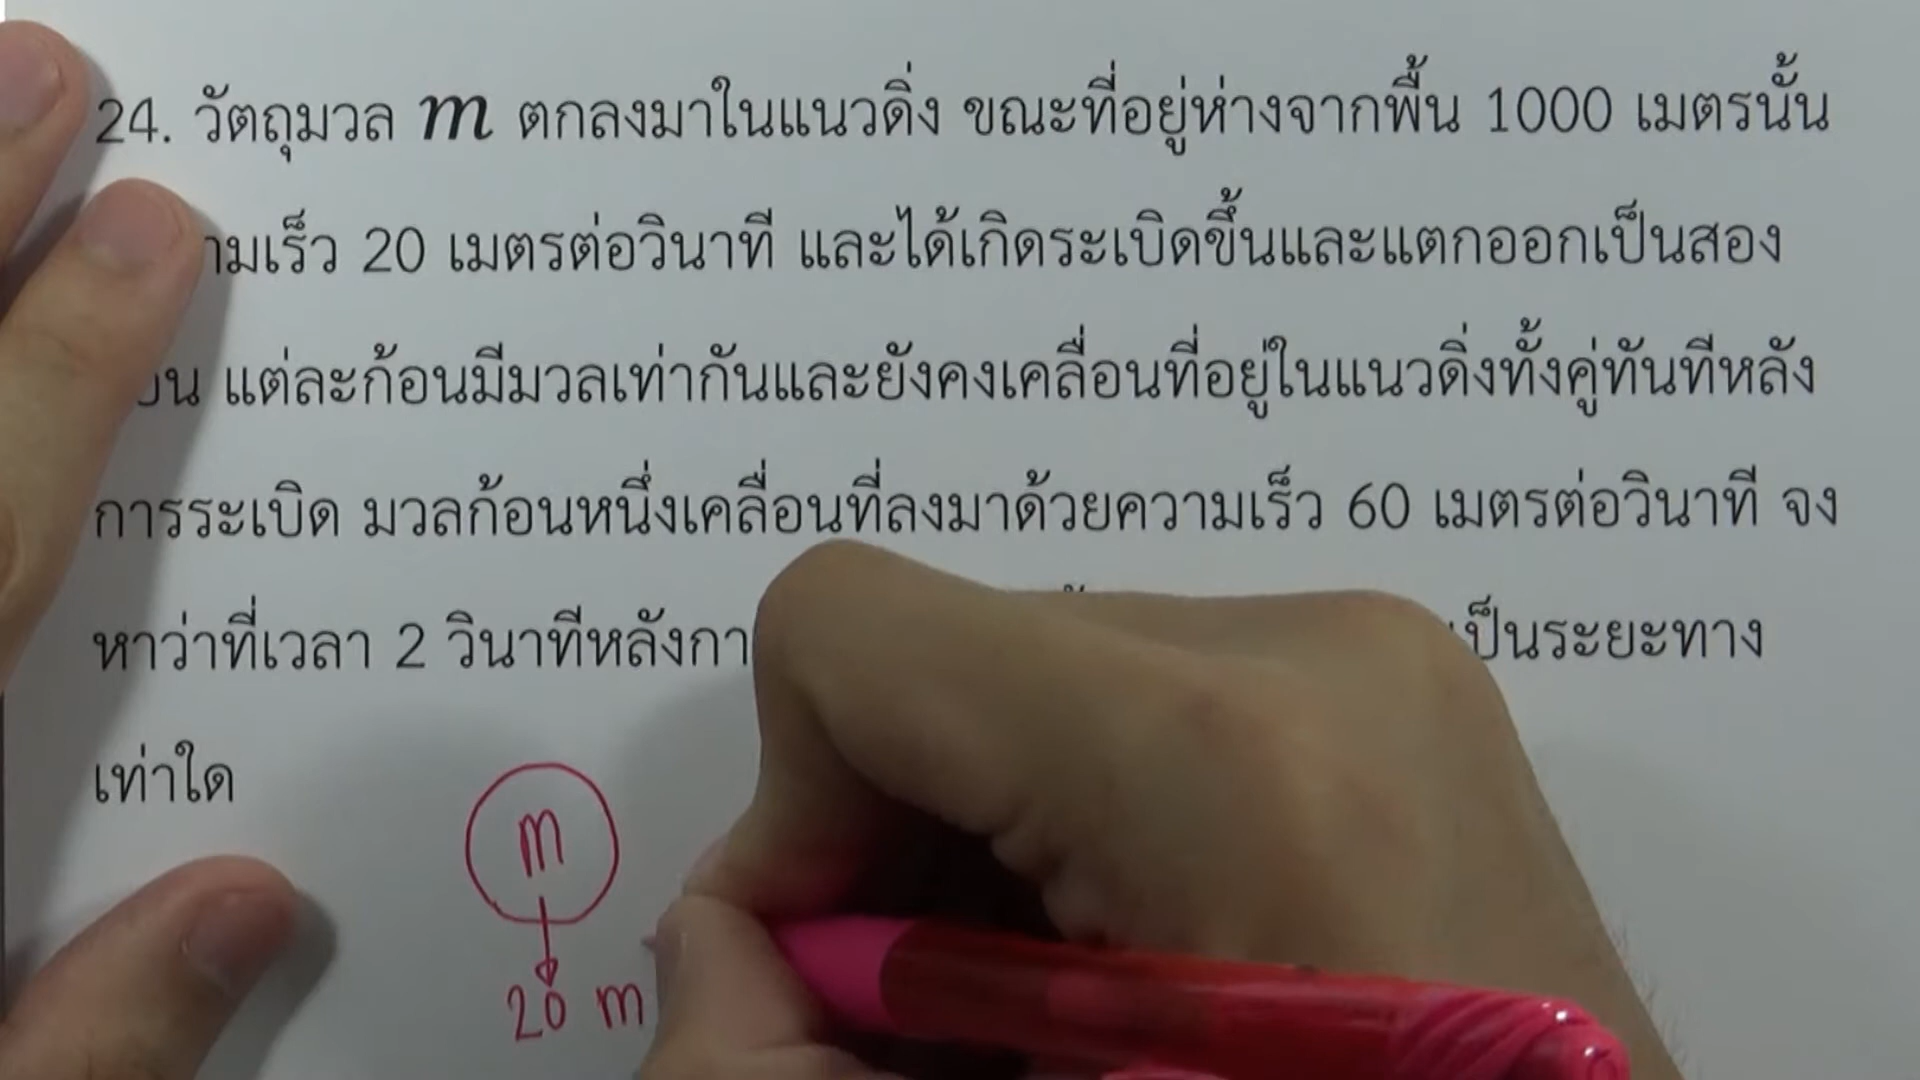 24. วัตถุมวล m ตกลงมาในแนวดิ่ง ขณะที่อยู่ห่างจากพื้น 1000 เมตรนั้น
20 เมตรต่อวินาที และได้เกิดระเบิดขึ้นและแตกออกเป็นสอง
แต่ละก้อนมีมวลเท่ากันและยังคงเคลื่อนที่อยู่ในแนวดิ่งทั้งคู่ทันทีหลัง
การระเบิด มวลก้อนหนึ่งเคลื่อนที่ลงมาด้วยความเร็ว 60 เมตรต่อวินาที จง
หาว่าที่เวลา 2 วินาทีหลัง เป็นระยะทาง
เท่าใด
m
20 m